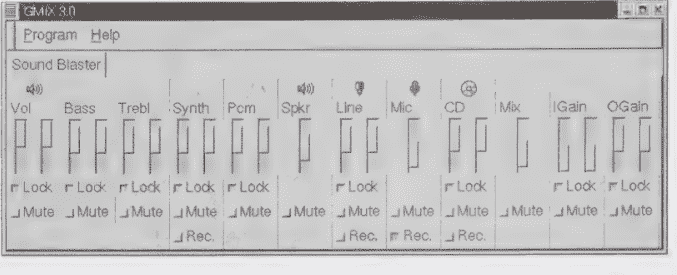 GMIX 3.0
Program Help
Sound Blaster
Vol Bass Trebl Synth Pcm Spkr Line Mic CD Mix IGain OGain
Lock Lock Lock Lock Lock Lock Lock Lock Lock
Mute Mute Mute Mute Mute Mute Mute Mute Mute Mute Mute Mute
Rec. Rec. Rec. Rec.